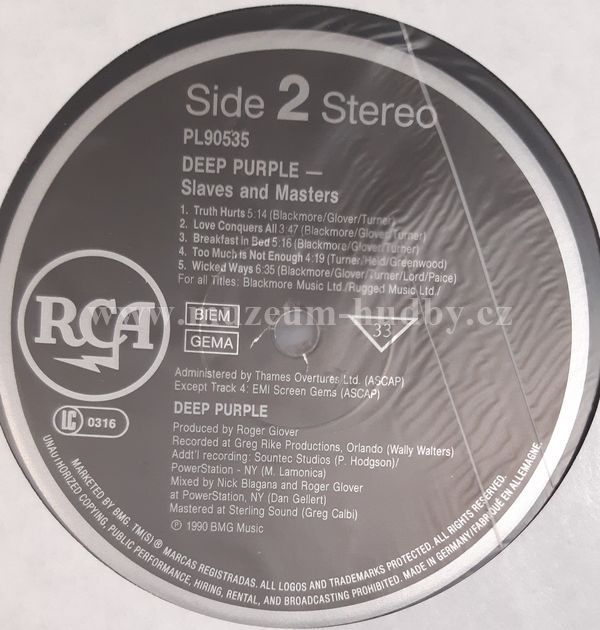 Side 2 Stereo
PL90535
DEEP PURPLE —
Slaves and Masters
1. Truth Hurts 5:14 (Blackmore/Glover/Turner)
2. Love Conquers All 3:47 (Blackmore/Glover/Turner)
3. Breakfast in Bed 5:16 (Blackmore/Glover/Turner)
4. Too Much is Not Enough 4:19 (Turner/Held/Greenwood)
5. Wicked Ways 6:35 (Blackmore/Glover/Turner/Lord/Paice)
For all Titles: Blackmore Music Ltd./Rugged Music Ltd./
RCA
BIEM
GEMA
33
www.muzeum-hudby.cz
Administered by Thames Overtures Ltd. (ASCAP)
Except Track 4: EMI Screen Gems (ASCAP)
LC 0316
DEEP PURPLE
Produced by Roger Glover
Recorded at Greg Rike Productions, Orlando (Wally Walters)
Addt'l recording: Sountec Studios (P. Hodgson)/
PowerStation - NY (M. Lamonica)
Mixed by Nick Blagana and Roger Glover
at PowerStation, NY (Dan Gellert)
Mastered at Sterling Sound (Greg Calbi)
℗ 1990 BMG Music
MARKETED BY BMG. TM(S) ® MARCAS REGISTRADAS. ALL LOGOS AND TRADEMARKS PROTECTED. ALL RIGHTS RESERVED.
UNAUTHORIZED COPYING, PUBLIC PERFORMANCE, HIRING, RENTAL, AND BROADCASTING PROHIBITED. MADE IN GERMANY/FABRIQUÉ EN ALLEMAGNE.